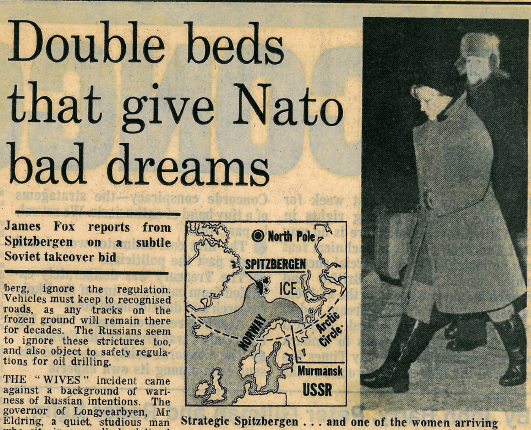 Double beds
that give Nato
bad dreams
James Fox reports from
Spitzbergen on a subtle
Soviet takeover bid
berg, ignore the regulation.
Vehicles must keep to recognised
roads, as any tracks on the
frozen ground will remain there
for decades. The Russians seem
to ignore these strictures too,
and also object to safety regula-
tions for oil drilling.
THE "WIVES" incident came
against a background of wari-
ness of Russian intentions. The
governor of Longyearbyen, Mr
Eldring, a quiet, studious man
North Pole
SPITZBERGEN
ICE
NORWAY
Arctic
Circle
Murmansk
USSR
Strategic Spitzbergen . . . and one of the women arriving